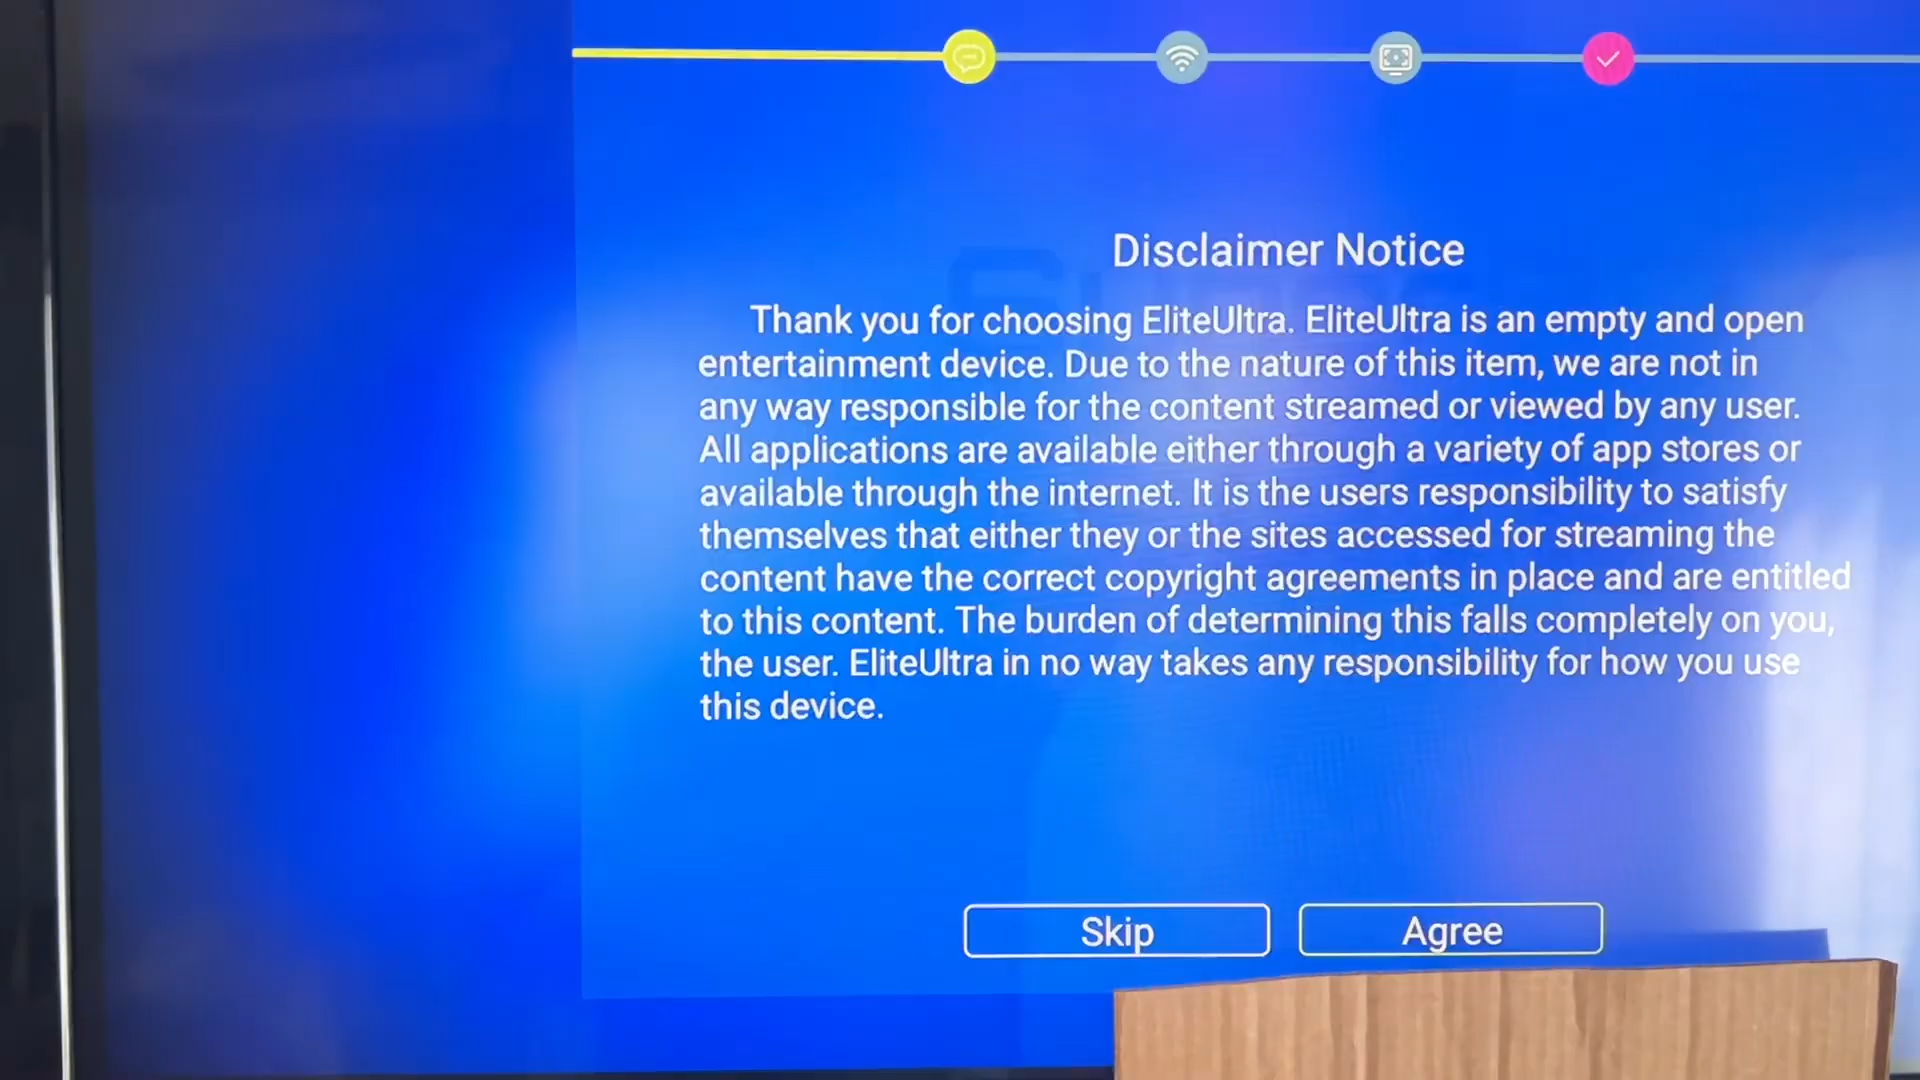 Disclaimer Notice
Thank you for choosing EliteUltra. EliteUltra is an empty and open
entertainment device. Due to the nature of this item, we are not in
any way responsible for the content streamed or viewed by any user.
All applications are available either through a variety of app stores or
available through the internet. It is the users responsibility to satisfy
themselves that either they or the sites accessed for streaming the
content have the correct copyright agreements in place and are entitled
to this content. The burden of determining this falls completely on you,
the user. EliteUltra in no way takes any responsibility for how you use
this device.
Skip
Agree